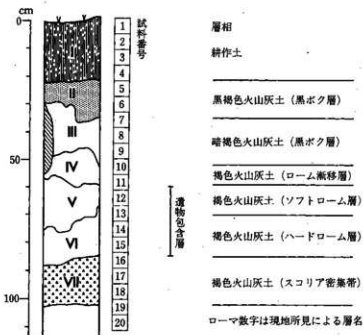 cm
0
50
100
I
II
III
IV
V
VI
VII
試料番号
1
2
3
4
5
6
7
8
9
10
11
12
13
14
15
16
17
18
19
20
遺物包含層
層相
耕作土
黒褐色火山灰土（黒ボク層）
暗褐色火山灰土（黒ボク層）
褐色火山灰土（ローム漸移層）
褐色火山灰土（ソフトローム層）
褐色火山灰土（ハードローム層）
褐色火山灰土（スコリア密集帯）
ローマ数字は現地所見による層名